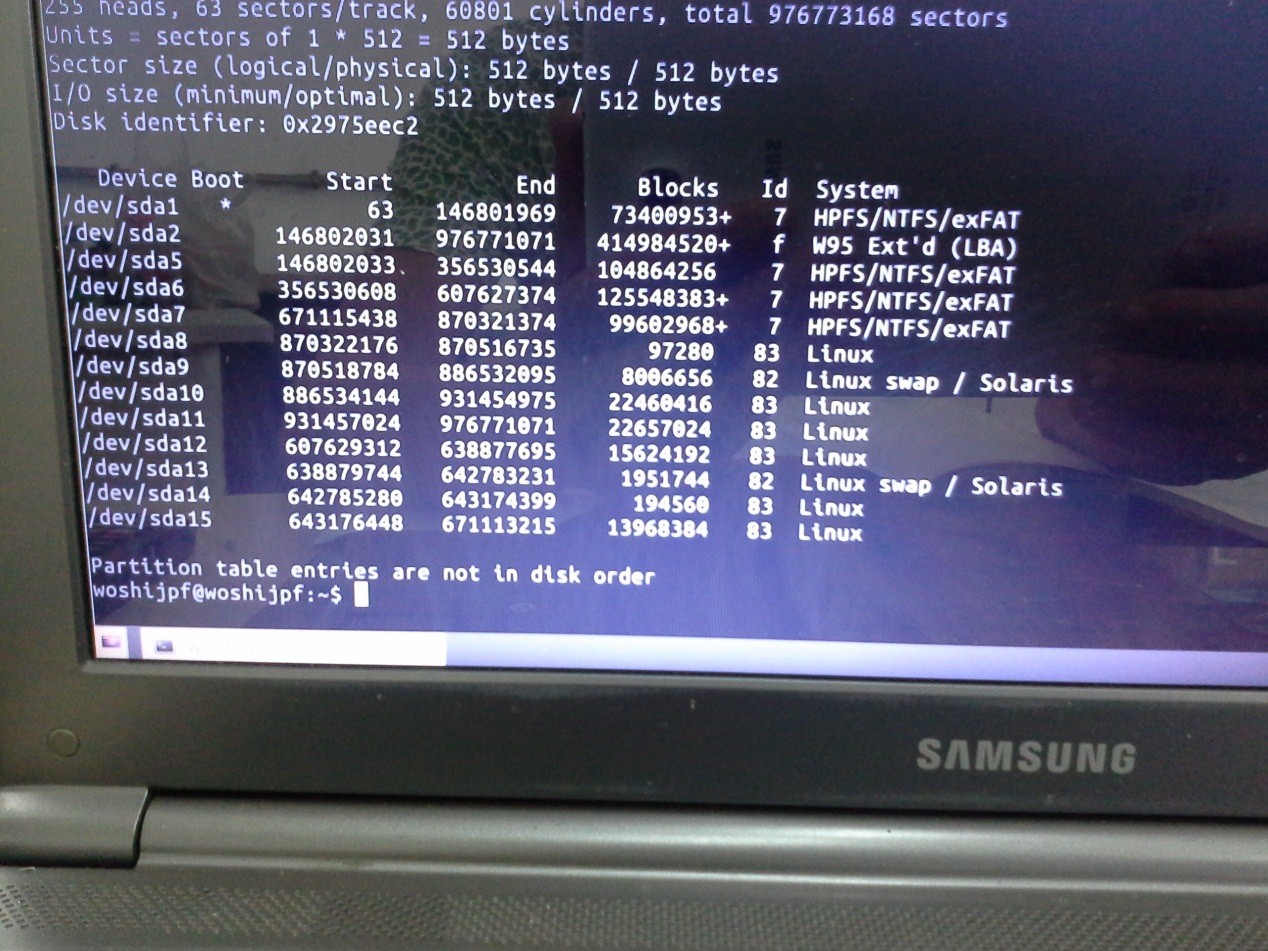 255 heads, 63 sectors/track, 60801 cylinders, total 976773168 sectors
Units = sectors of 1 * 512 = 512 bytes
Sector size (logical/physical): 512 bytes / 512 bytes
I/O size (minimum/optimal): 512 bytes / 512 bytes
Disk identifier: 0x2975eec2
Device Boot Start End Blocks Id System
/dev/sda1 * 63 146801969 73400953+ 7 HPFS/NTFS/exFAT
/dev/sda2 146802031 976771071 414984520+ f W95 Ext'd (LBA)
/dev/sda5 146802033 356530544 104864256 7 HPFS/NTFS/exFAT
/dev/sda6 356530608 607627374 125548383+ 7 HPFS/NTFS/exFAT
/dev/sda7 671115438 870321374 99602968+ 7 HPFS/NTFS/exFAT
/dev/sda8 870322176 870516735 97280 83 Linux
/dev/sda9 870518784 886532095 8006656 82 Linux swap / Solaris
/dev/sda10 886534144 931454975 22460416 83 Linux
/dev/sda11 931457024 976771071 22657024 83 Linux
/dev/sda12 607629312 638877695 15624192 83 Linux
/dev/sda13 638879744 642783231 1951744 82 Linux swap / Solaris
/dev/sda14 642785280 643174399 194560 83 Linux
/dev/sda15 643176448 671113215 13968384 83 Linux
Partition table entries are not in disk order
woshijpf@woshijpf:~$
SAMSUNG